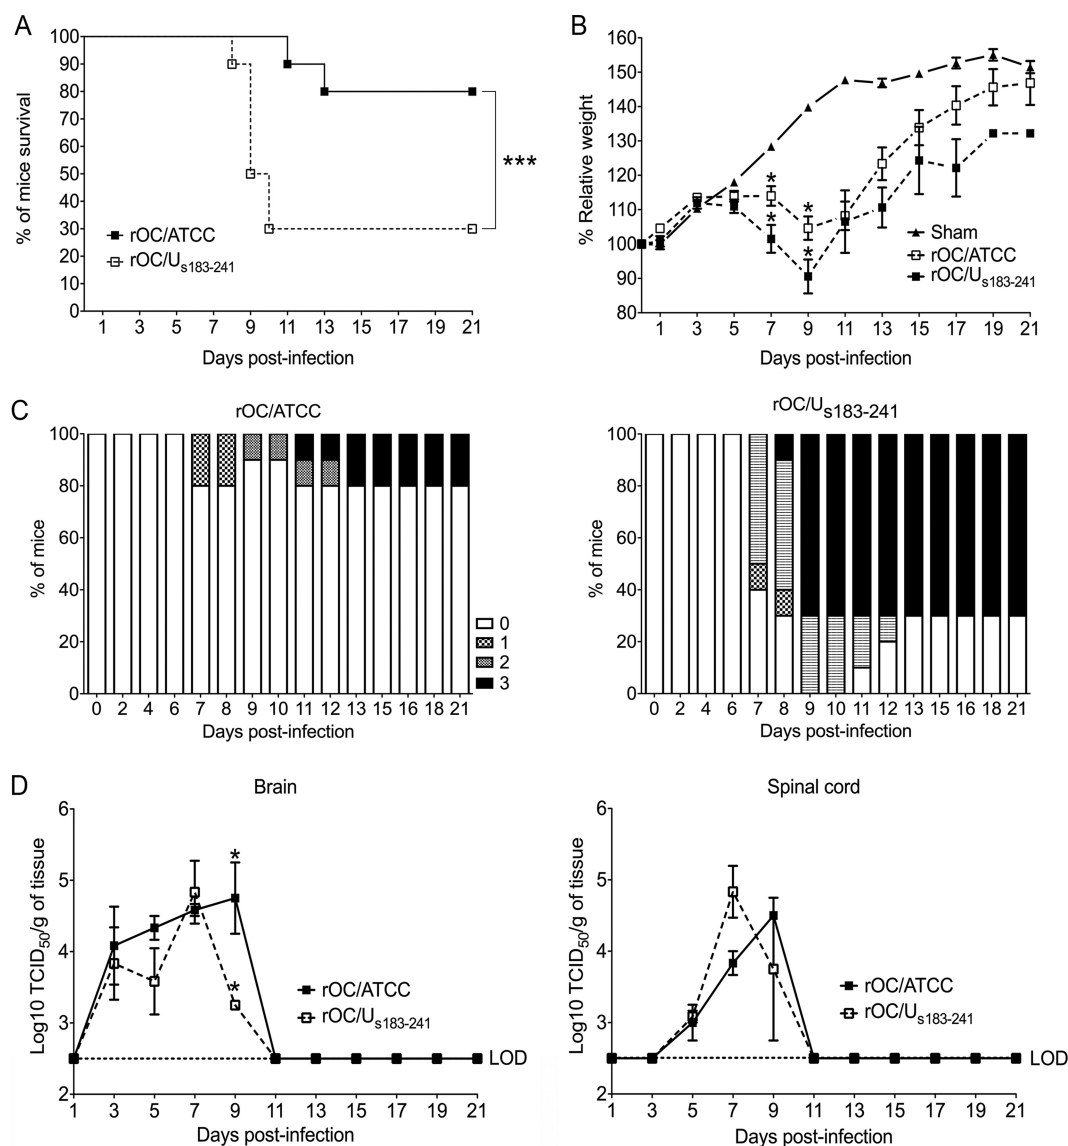 A
100
90
80
70
60
50
40
30
20
10
0
% of mice survival
***
rOC/ATCC
rOC/Us183-241
1 3 5 7 9 11 13 15 17 19 21
Days post-infection
B
160
150
140
130
120
110
100
90
80
% Relative weight
*
*
*
*
Sham
rOC/ATCC
rOC/Us183-241
1 3 5 7 9 11 13 15 17 19 21
Days post-infection
C
rOC/ATCC
100
80
60
40
20
0
% of mice
0
1
2
3
0 2 4 6 7 8 9 10 11 12 13 15 16 18 21
Days post-infection
rOC/Us183-241
100
80
60
40
20
0
% of mice
0 2 4 6 7 8 9 10 11 12 13 15 16 18 21
Days post-infection
D
Brain
6
5
4
3
2
Log10 TCID50/g of tissue
*
*
rOC/ATCC
rOC/Us183-241
LOD
1 3 5 7 9 11 13 15 17 19 21
Days post-infection
Spinal cord
6
5
4
3
2
Log10 TCID50/g of tissue
rOC/ATCC
rOC/Us183-241
LOD
1 3 5 7 9 11 13 15 17 19 21
Days post-infection